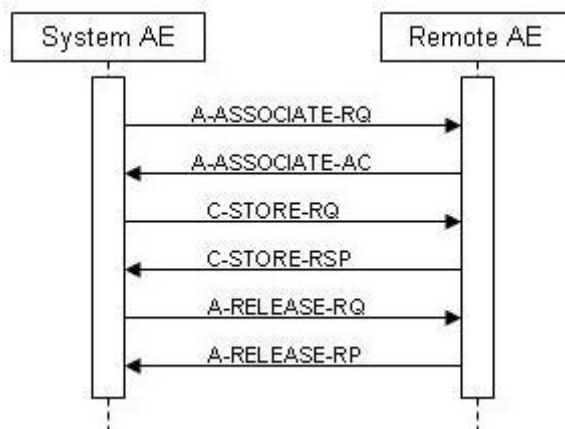 System AE
Remote AE
A-ASSOCIATE-RQ
A-ASSOCIATE-AC
C-STORE-RQ
C-STORE-RSP
A-RELEASE-RQ
A-RELEASE-RP